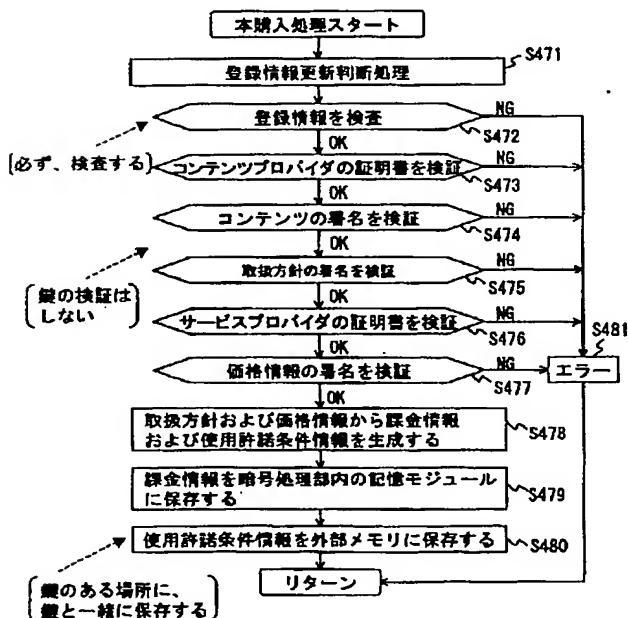 本購入処理スタート
S471
登録情報更新判断処理
登録情報を検査
NG
S472
OK
〔必ず、検査する〕
コンテンツプロバイダの証明書を検証
NG
S473
OK
コンテンツの署名を検証
NG
S474
OK
取扱方針の署名を検証
NG
S475
OK
鍵の検証は
しない
サービスプロバイダの証明書を検証
NG
S476
OK
S481
エラー
価格情報の署名を検証
NG
S477
OK
取扱方針および価格情報から課金情報
および使用許諾条件情報を生成する
S478
課金情報を暗号処理部内の記憶モジュール
に保存する
S479
使用許諾条件情報を外部メモリに保存する
S480
鍵のある場所に、
鍵と一緒に保存する
リターン